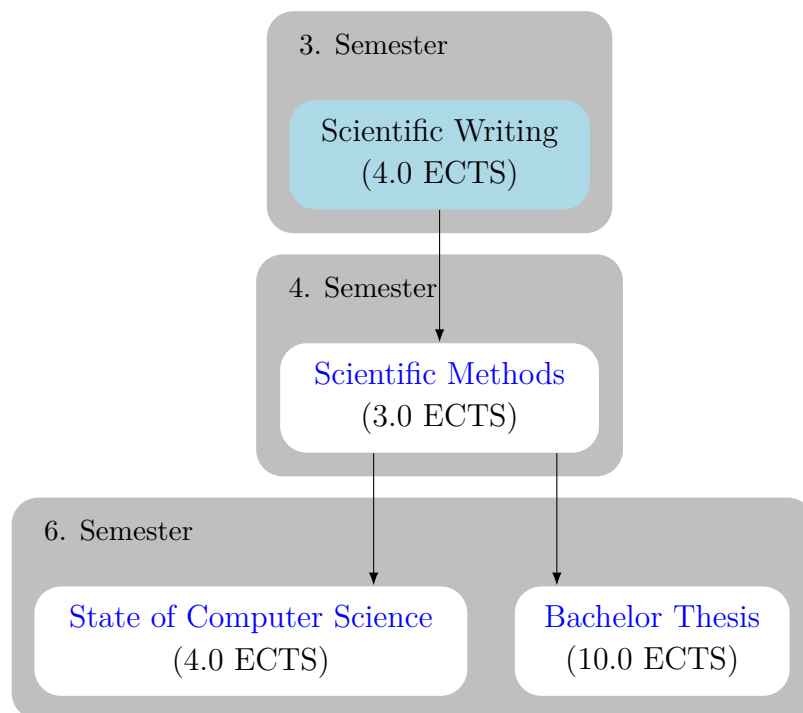 3. Semester
Scientific Writing
(4.0 ECTS)
4. Semester
Scientific Methods
(3.0 ECTS)
6. Semester
State of Computer Science
(4.0 ECTS)
Bachelor Thesis
(10.0 ECTS)